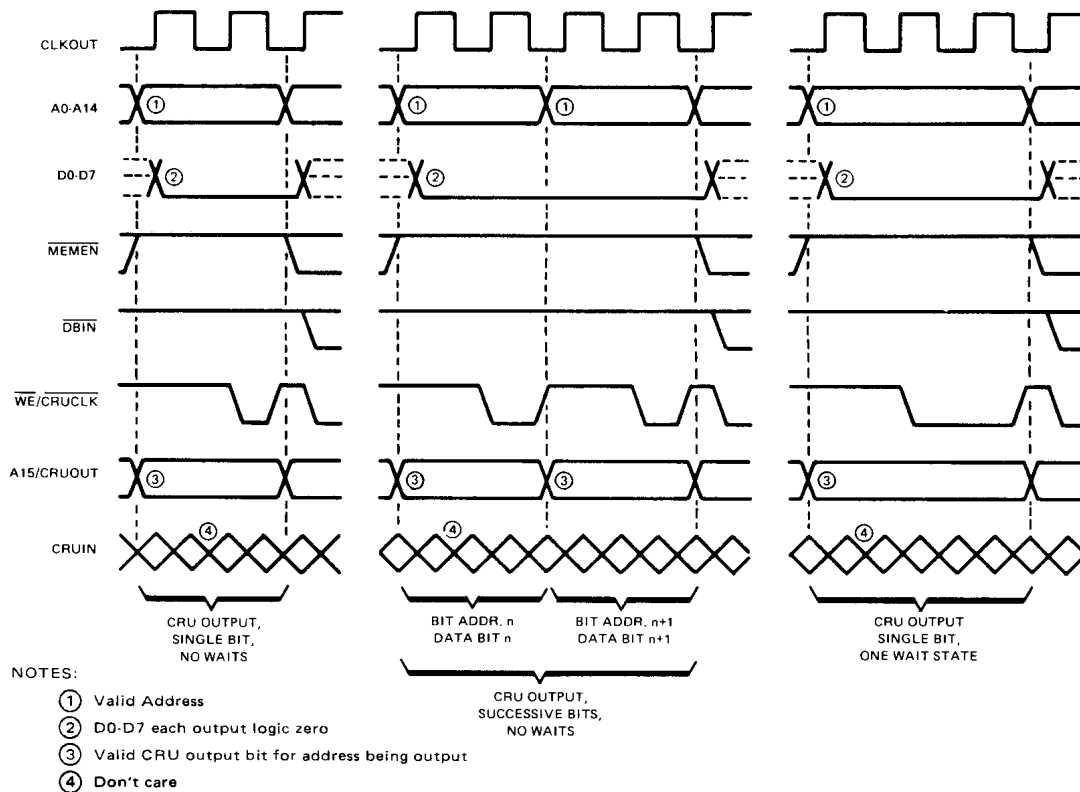 CLKOUT
A0-A14
① ① ① ①
D0-D7
② ② ②
MEMEN
DBIN
WE/CRUCLK
A15/CRUOUT
③ ③ ③ ③
CRUIN
④ ④ ④
CRU OUTPUT,
SINGLE BIT,
NO WAITS
BIT ADDR. n
DATA BIT n
BIT ADDR. n+1
DATA BIT n+1
CRU OUTPUT,
SUCCESSIVE BITS,
NO WAITS
CRU OUTPUT
SINGLE BIT,
ONE WAIT STATE
NOTES:
① Valid Address
② D0-D7 each output logic zero
③ Valid CRU output bit for address being output
④ Don't care